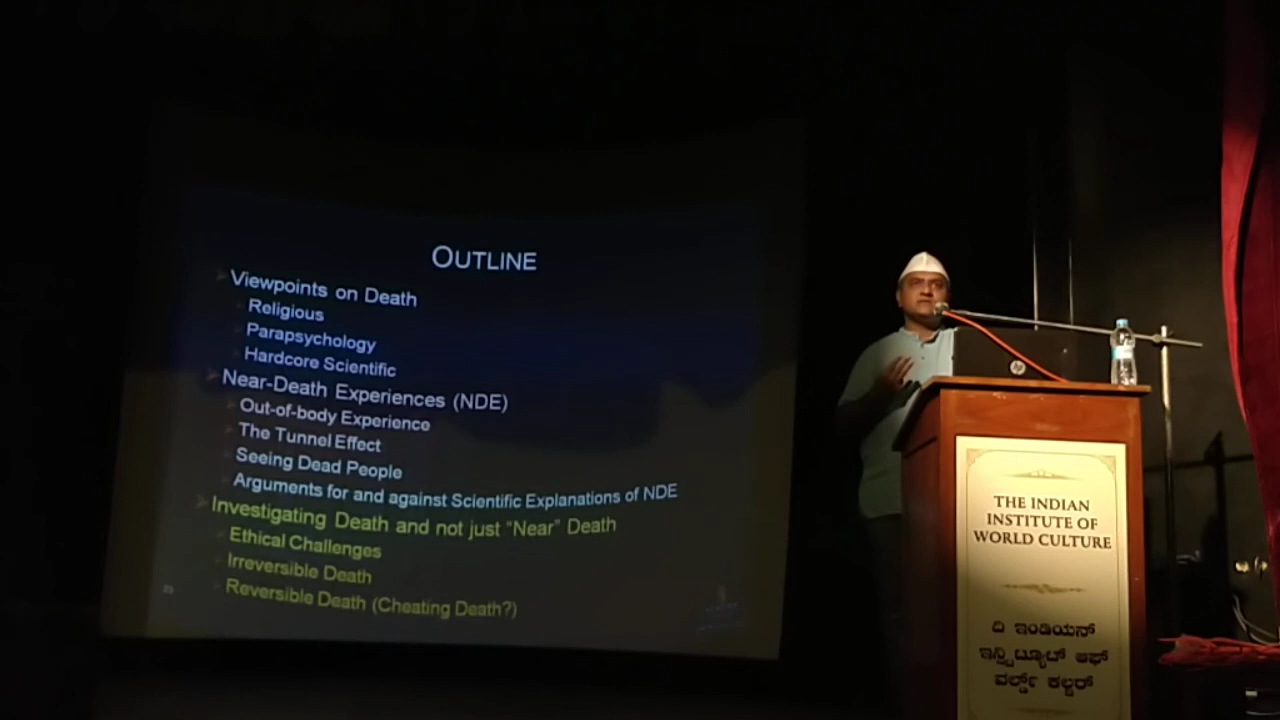 OUTLINE
Viewpoints on Death
Religious
Parapsychology
Hardcore Scientific
Near-Death Experiences (NDE)
Out-of-body Experience
The Tunnel Effect
Seeing Dead People
Arguments for and against Scientific Explanations of NDE
Investigating Death and not just “Near” Death
Ethical Challenges
Irreversible Death
Reversible Death (Cheating Death?)
hp
THE INDIAN
INSTITUTE OF
WORLD CULTURE
ದಿ ಇಂಡಿಯನ್
ಇನ್ಸ್ಟಿಟ್ಯೂಟ್ ಆಫ್
ವರ್ಲ್ಡ್ ಕಲ್ಚರ್